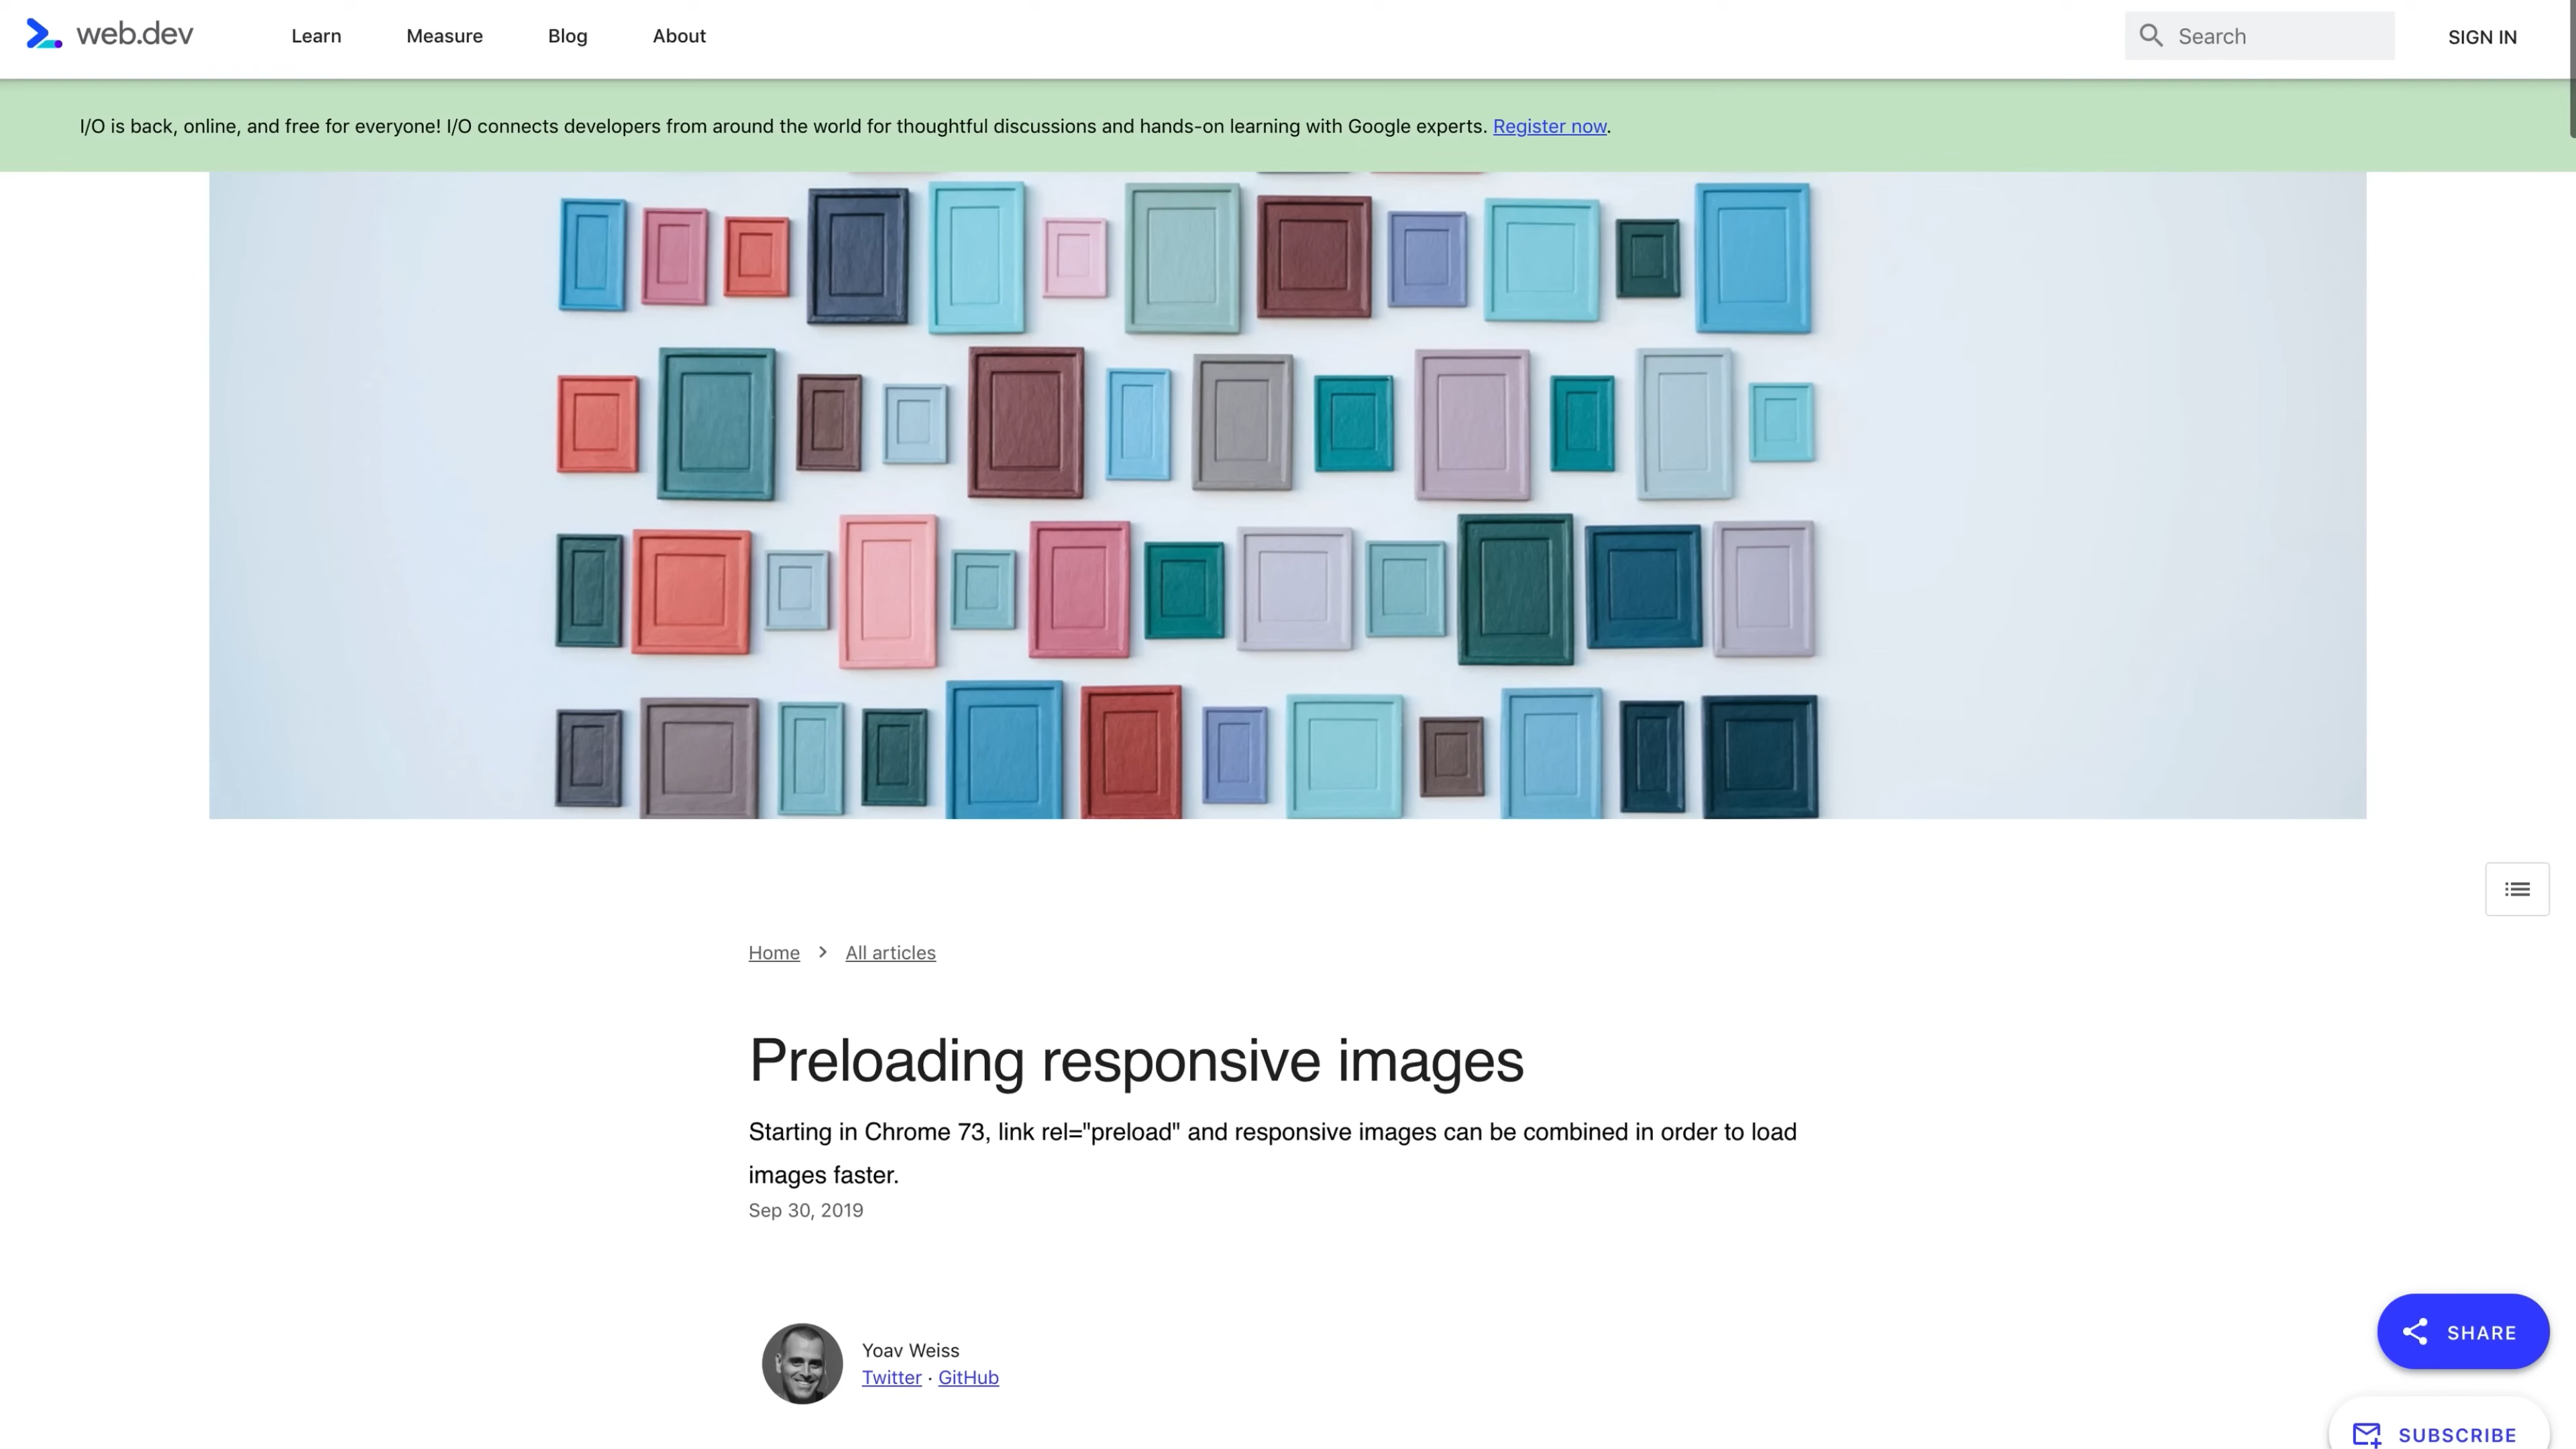 web.dev
Learn
Measure
Blog
About
Search
SIGN IN
I/O is back, online, and free for everyone! I/O connects developers from around the world for thoughtful discussions and hands-on learning with Google experts. Register now.
Home
All articles
Preloading responsive images
Starting in Chrome 73, link rel="preload" and responsive images can be combined in order to load
images faster.
Sep 30, 2019
Yoav Weiss
Twitter · GitHub
SHARE
SUBSCRIBE